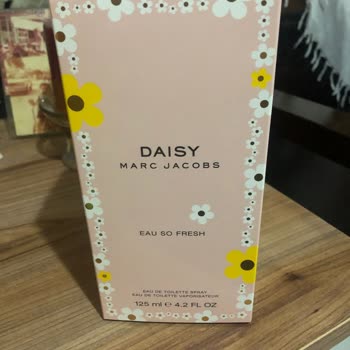 DAISY
MARC JACOBS
EAU SO FRESH
EAU DE TOILETTE SPRAY
EAU DE TOILETTE VAPORISATEUR
125 ml ℮ 4.2 FL OZ